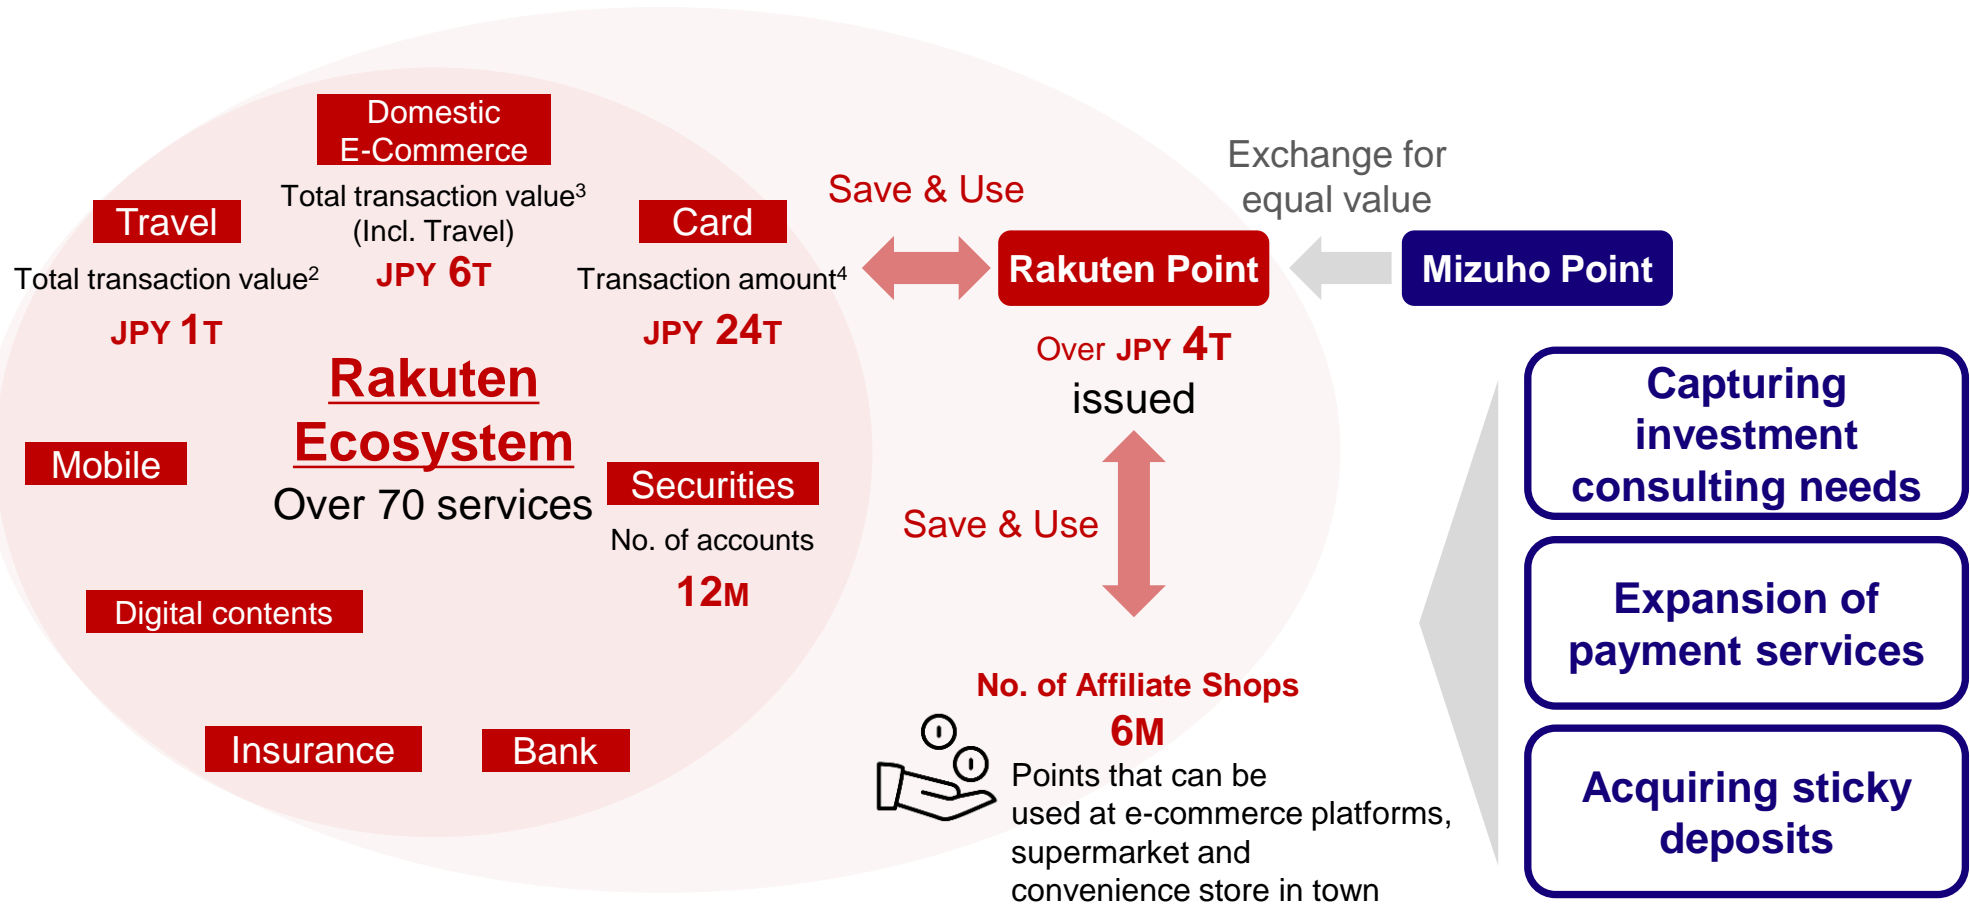 Domestic
E-Commerce
Total transaction value3
(Incl. Travel)
JPY 6T
Travel
Total transaction value2
JPY 1T
Card
Transaction amount4
JPY 24T
Rakuten
Ecosystem
Over 70 services
Mobile
Securities
No. of accounts
12M
Digital contents
Insurance
Bank
Save & Use
Rakuten Point
Over JPY 4T
issued
Exchange for
equal value
Mizuho Point
Save & Use
No. of Affiliate Shops
6M
Points that can be
used at e-commerce platforms,
supermarket and
convenience store in town
Capturing
investment
consulting needs
Expansion of
payment services
Acquiring sticky
deposits